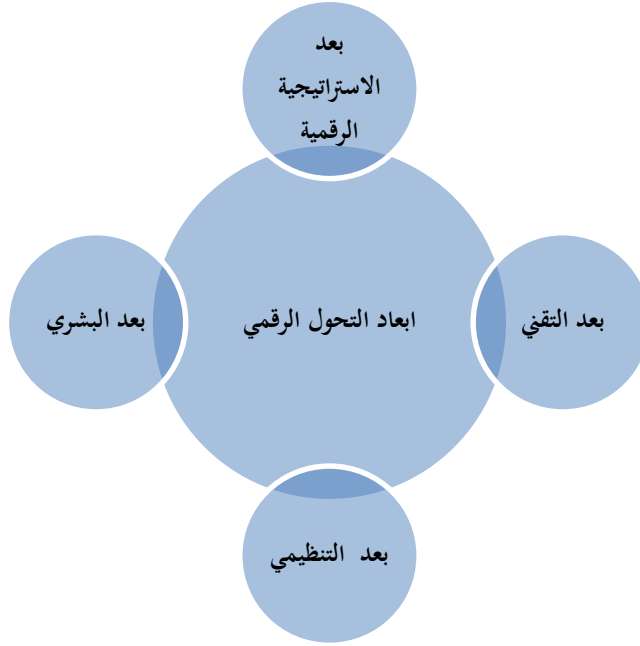 بعد
الاستراتيجية
الرقمية
بعد التقني
ابعاد التحول الرقمي
بعد البشري
بعد التنظيمي